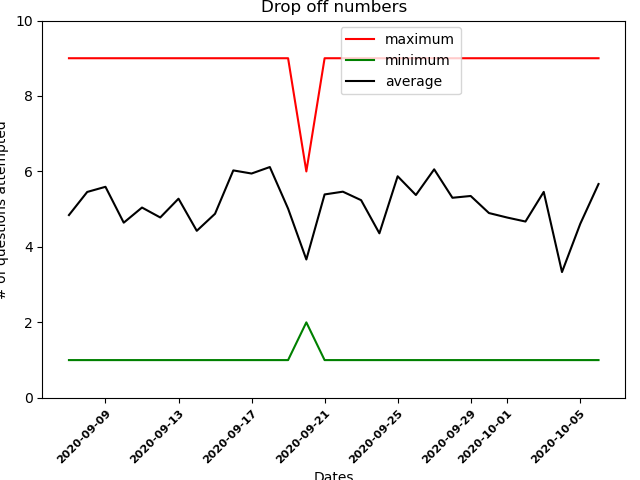 Drop off numbers
10
8
6
4
2
0
# of questions attempted
maximum
minimum
average
2020-09-09
2020-09-13
2020-09-17
2020-09-21
2020-09-25
2020-09-29
2020-10-01
2020-10-05
Dates